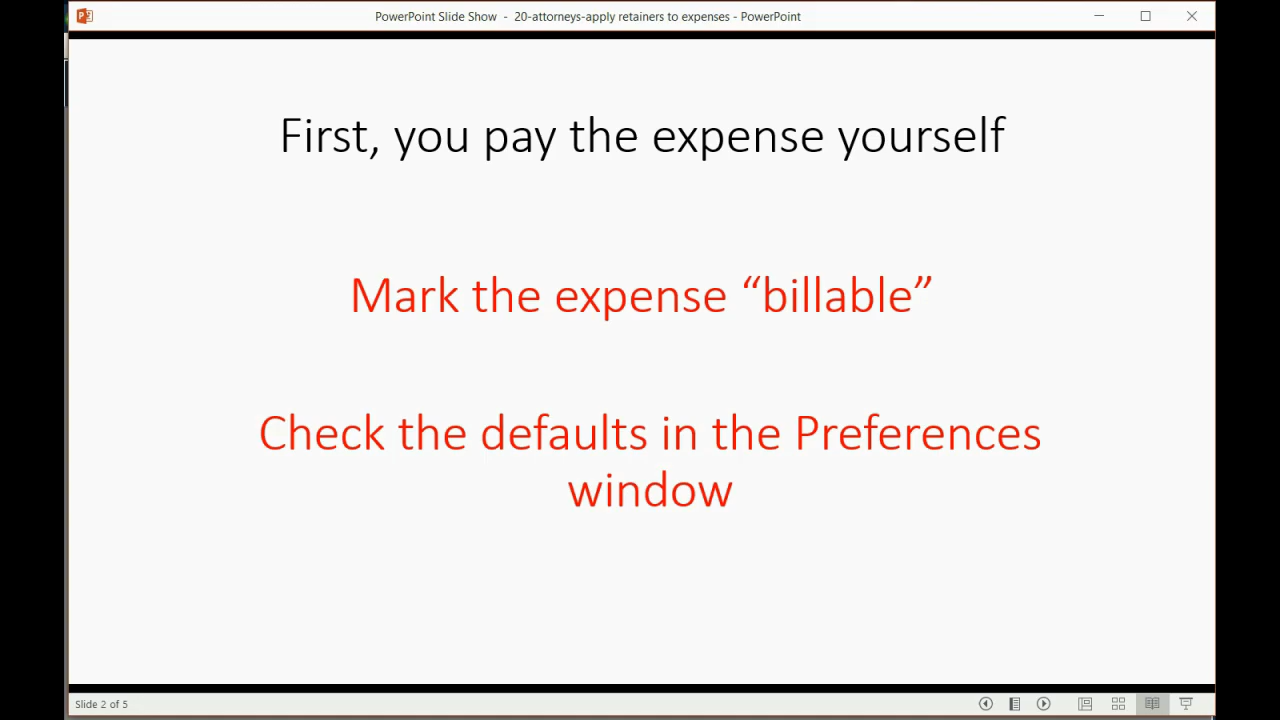 PowerPoint Slide Show - 20-attorneys-apply retainers to expenses - PowerPoint
First, you pay the expense yourself
Mark the expense “billable”
Check the defaults in the Preferences
window
Slide 2 of 5